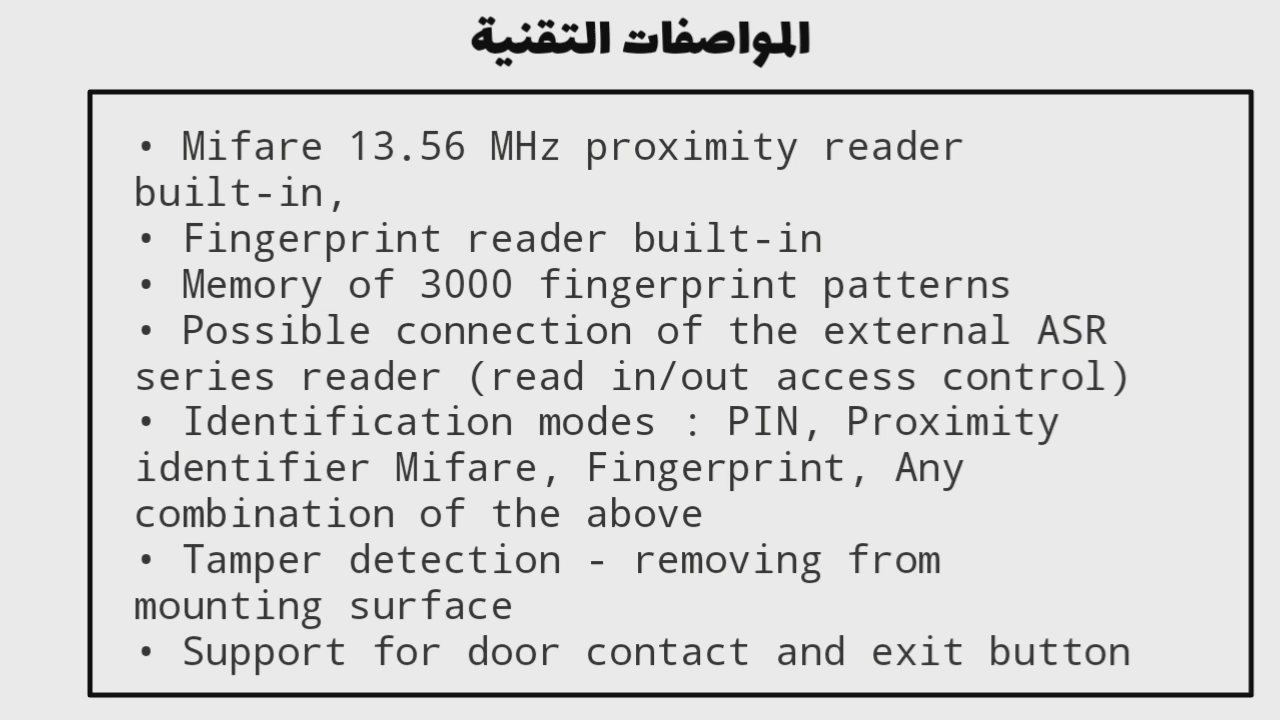 المواصفات التقنية
• Mifare 13.56 MHz proximity reader
built-in,
• Fingerprint reader built-in
• Memory of 3000 fingerprint patterns
• Possible connection of the external ASR
series reader (read in/out access control)
• Identification modes : PIN, Proximity
identifier Mifare, Fingerprint, Any
combination of the above
• Tamper detection - removing from
mounting surface
• Support for door contact and exit button